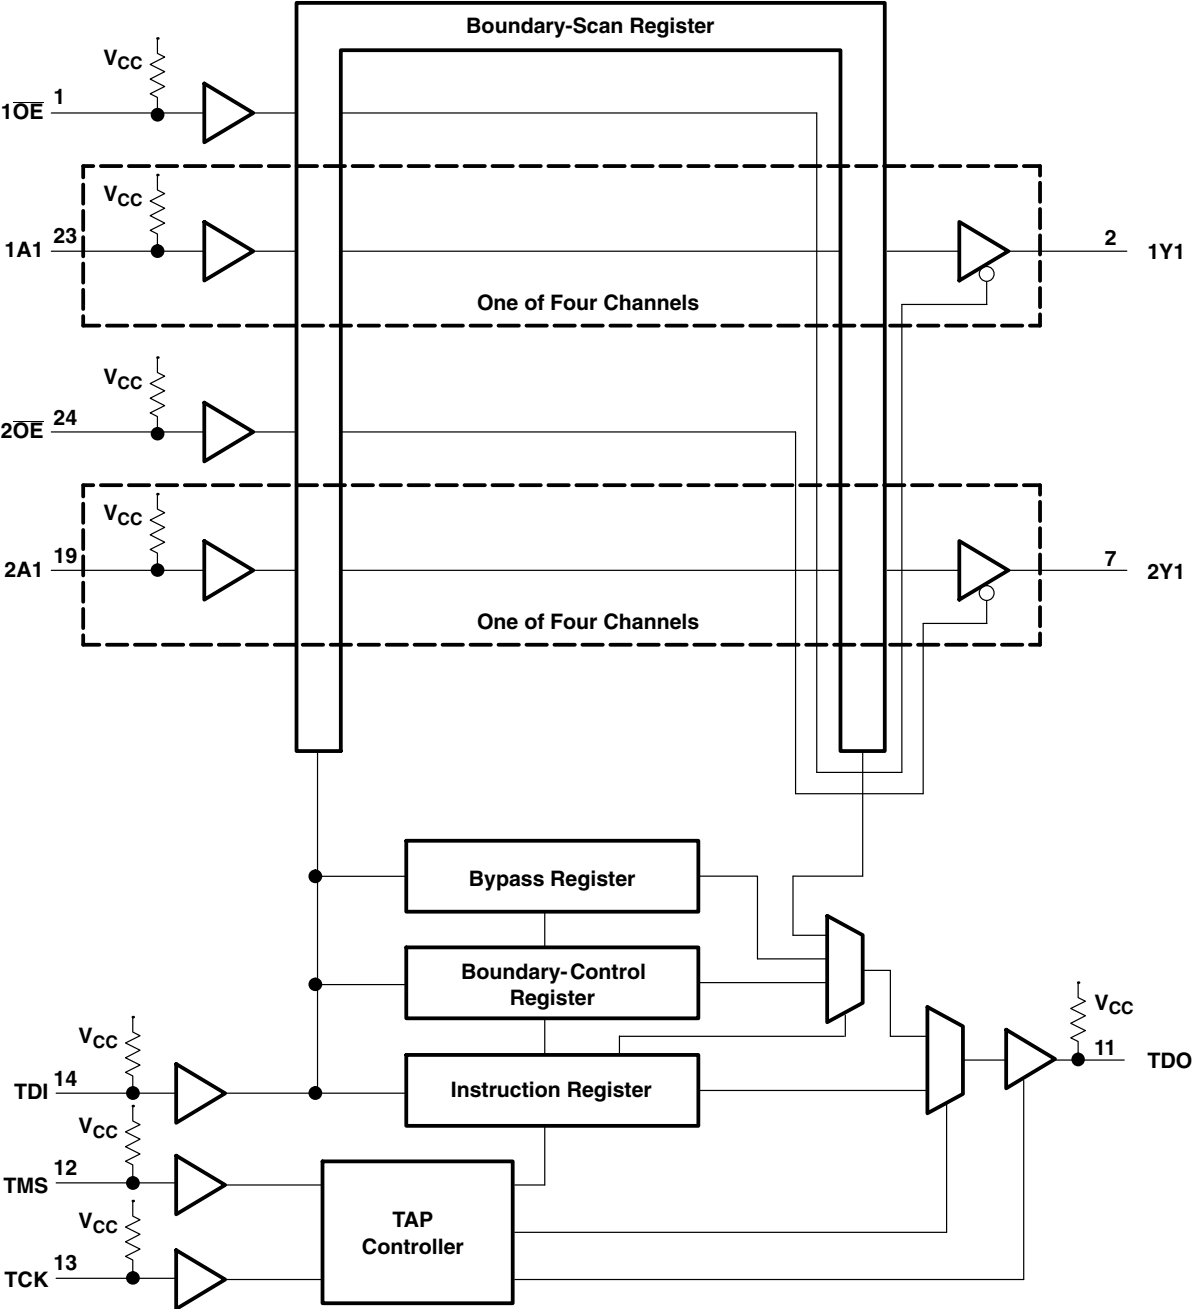 Boundary-Scan Register
VCC
1O̅E̅ 1
VCC
1A1 23
2 1Y1
One of Four Channels
VCC
2O̅E̅ 24
VCC
2A1 19
7 2Y1
One of Four Channels
Bypass Register
Boundary-Control
Register
VCC
VCC
TDI 14
Instruction Register
11 TDO
VCC
TMS 12
TAP
Controller
VCC
TCK 13